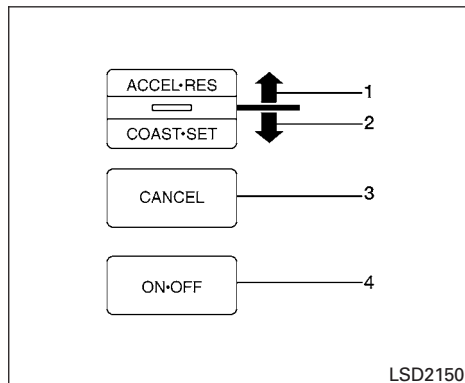 ACCEL•RES
1
2
COAST•SET
CANCEL
3
ON•OFF
4
LSD2150